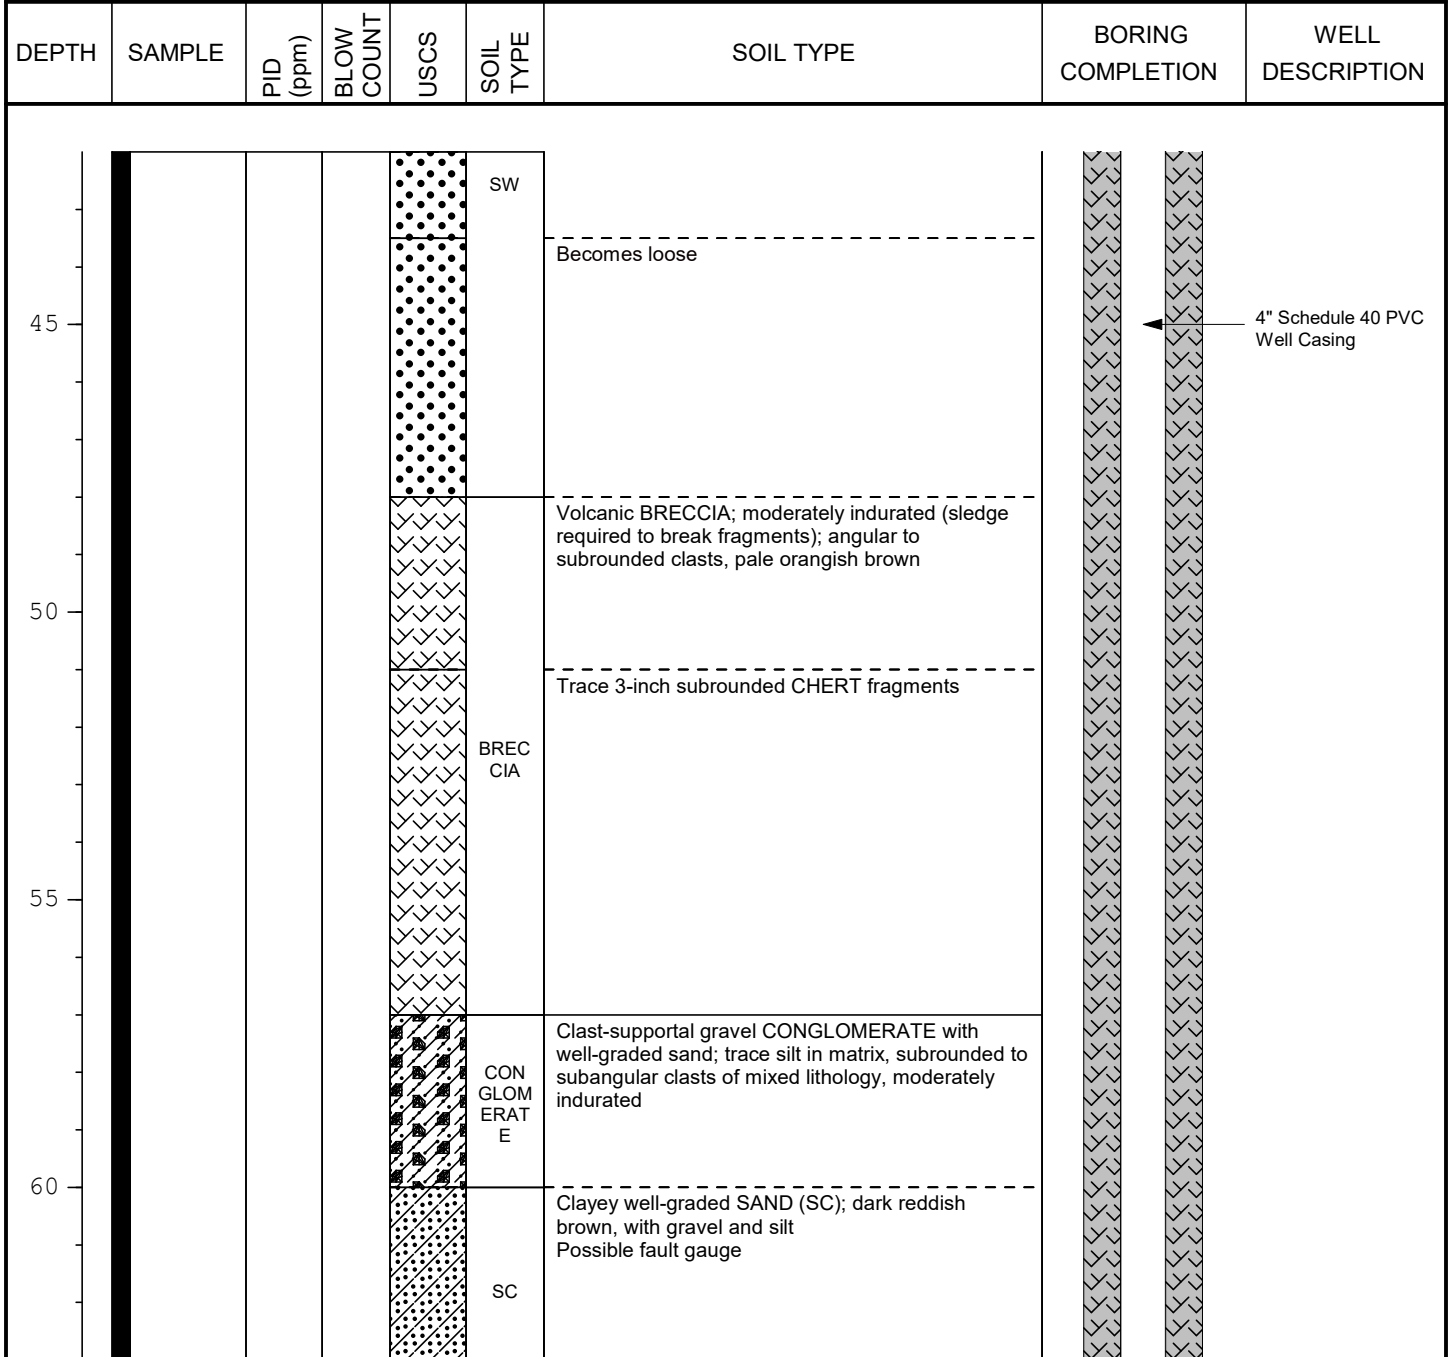 DEPTH
SAMPLE
PID
(ppm)
BLOW
COUNT
USCS
SOIL
TYPE
SOIL TYPE
BORING
COMPLETION
WELL
DESCRIPTION
SW
Becomes loose
45
4" Schedule 40 PVC
Well Casing
Volcanic BRECCIA; moderately indurated (sledge
required to break fragments); angular to
subrounded clasts, pale orangish brown
50
Trace 3-inch subrounded CHERT fragments
BREC
CIA
55
Clast-supportal gravel CONGLOMERATE with
well-graded sand; trace silt in matrix, subrounded to
subangular clasts of mixed lithology, moderately
indurated
CON
GLOM
ERAT
E
60
Clayey well-graded SAND (SC); dark reddish
brown, with gravel and silt
Possible fault gauge
SC